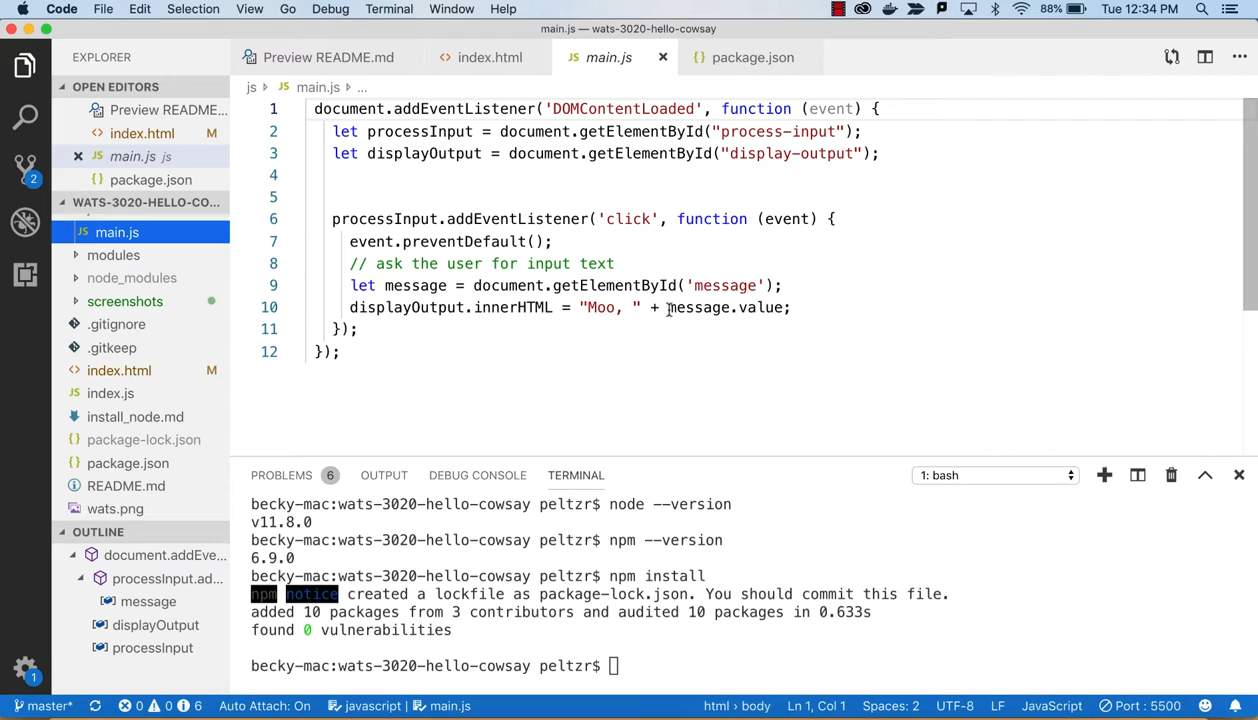 Code File Edit Selection View Go Debug Terminal Window Help 88% Tue 12:34 PM
main.js — wats-3020-hello-cowsay
EXPLORER
OPEN EDITORS
Preview README...
index.html M
main.js js
package.json
WATS-3020-HELLO-CO...
main.js
modules
node_modules
screenshots
.gitignore
.gitkeep
index.html M
index.js
install_node.md
package-lock.json
package.json
README.md
wats.png
OUTLINE
document.addEve...
processInput.ad...
message
displayOutput
processInput
2
1
Preview README.md index.html main.js package.json
js main.js ...
1 document.addEventListener('DOMContentLoaded', function (event) {
2 let processInput = document.getElementById("process-input");
3 let displayOutput = document.getElementById("display-output");
4
5
6 processInput.addEventListener('click', function (event) {
7 event.preventDefault();
8 // ask the user for input text
9 let message = document.getElementById('message');
10 displayOutput.innerHTML = "Moo, " + message.value;
11 });
12 });
PROBLEMS 6 OUTPUT DEBUG CONSOLE TERMINAL 1: bash
becky-mac:wats-3020-hello-cowsay peltzr$ node --version
v11.8.0
becky-mac:wats-3020-hello-cowsay peltzr$ npm --version
6.9.0
becky-mac:wats-3020-hello-cowsay peltzr$ npm install
npm notice created a lockfile as package-lock.json. You should commit this file.
added 10 packages from 3 contributors and audited 10 packages in 0.633s
found 0 vulnerabilities
becky-mac:wats-3020-hello-cowsay peltzr$
master* 0 0 6 Auto Attach: On javascript main.js html › body Ln 1, Col 1 Spaces: 2 UTF-8 LF JavaScript Port : 5500